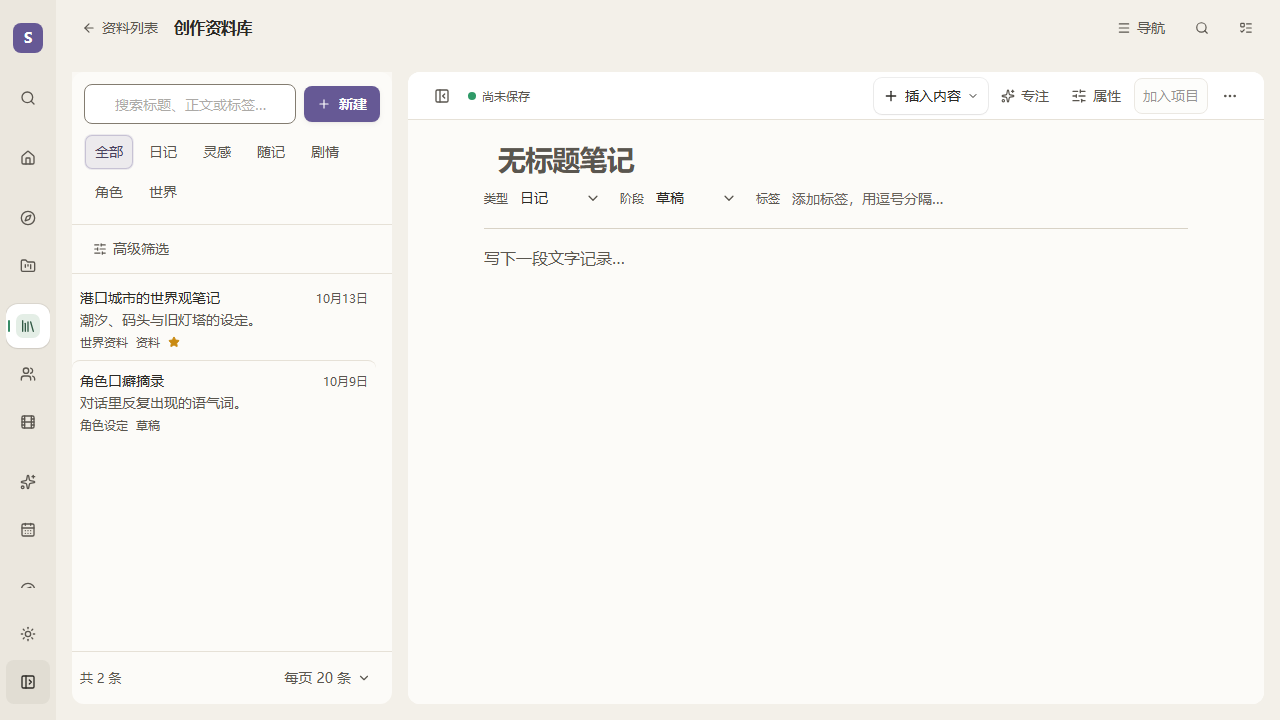 S
资料列表 创作资料库 导航
搜索标题、正文或标签... 新建
全部 日记 灵感 随记 剧情
角色 世界
高级筛选
港口城市的世界观笔记 10月13日
潮汐、码头与旧灯塔的设定。
世界资料 资料
角色口癖摘录 10月9日
对话里反复出现的语气词。
角色设定 草稿
共 2 条 每页 20 条
尚未保存 插入内容 专注 属性 加入项目
无标题笔记
类型 日记 阶段 草稿 标签 添加标签，用逗号分隔...
写下一段文字记录...